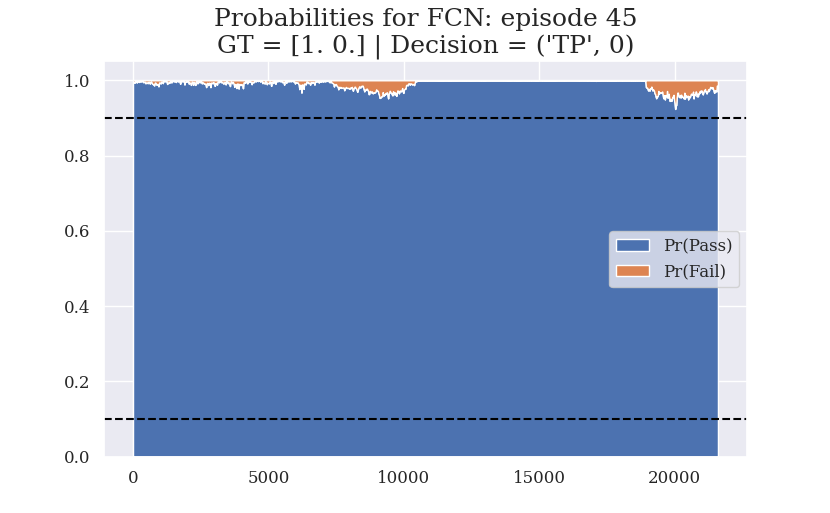 Probabilities for FCN: episode 45
GT = [1. 0.] | Decision = ('TP', 0)
1.0
0.8
0.6
0.4
0.2
0.0
Pr(Pass)
Pr(Fail)
0 5000 10000 15000 20000